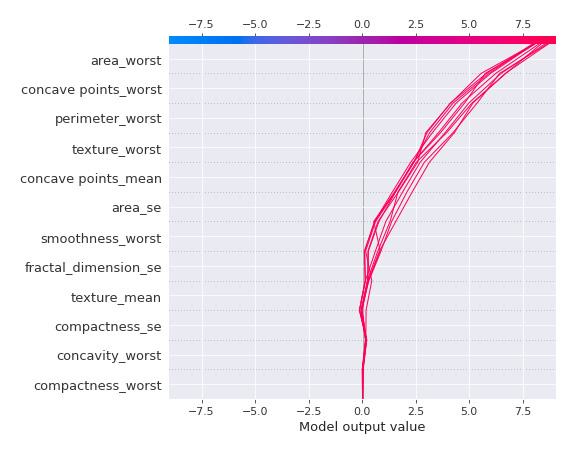 −7.5 −5.0 −2.5 0.0 2.5 5.0 7.5
area_worst
concave points_worst
perimeter_worst
texture_worst
concave points_mean
area_se
smoothness_worst
fractal_dimension_se
texture_mean
compactness_se
concavity_worst
compactness_worst
−7.5 −5.0 −2.5 0.0 2.5 5.0 7.5
Model output value